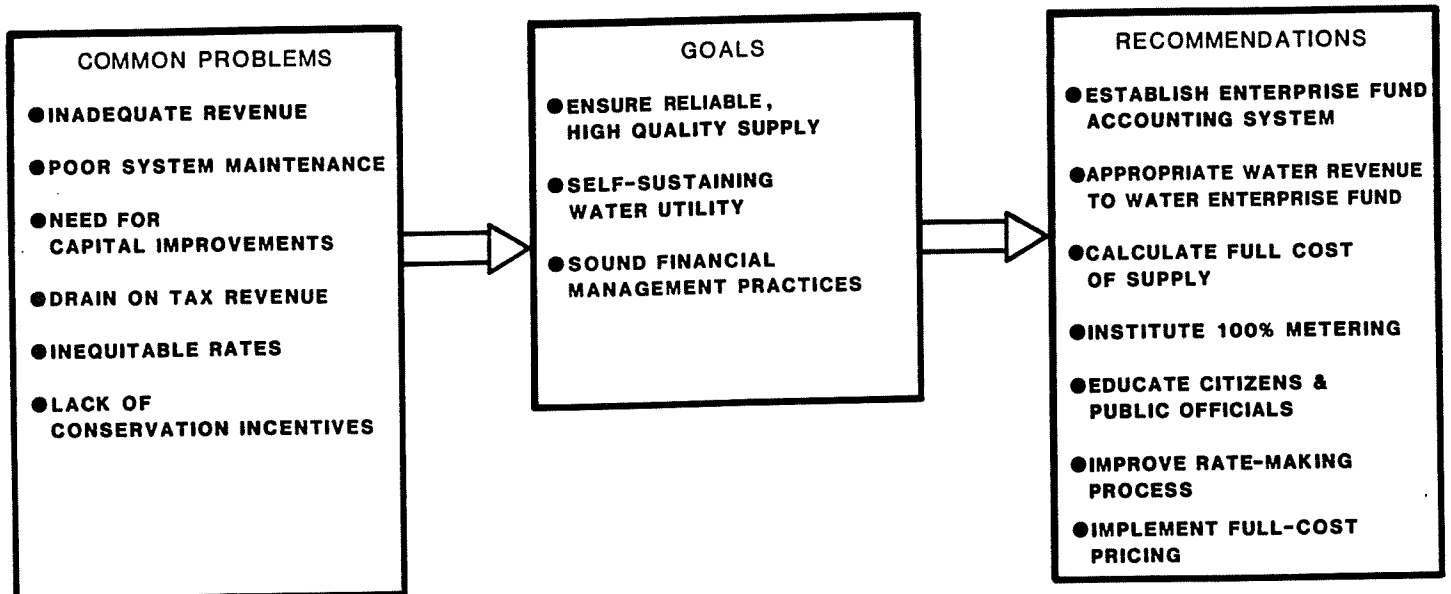 COMMON PROBLEMS
●INADEQUATE REVENUE
●POOR SYSTEM MAINTENANCE
●NEED FOR
CAPITAL IMPROVEMENTS
●DRAIN ON TAX REVENUE
●INEQUITABLE RATES
●LACK OF
CONSERVATION INCENTIVES
GOALS
●ENSURE RELIABLE,
HIGH QUALITY SUPPLY
●SELF-SUSTAINING
WATER UTILITY
●SOUND FINANCIAL
MANAGEMENT PRACTICES
RECOMMENDATIONS
●ESTABLISH ENTERPRISE FUND
ACCOUNTING SYSTEM
●APPROPRIATE WATER REVENUE
TO WATER ENTERPRISE FUND
●CALCULATE FULL COST
OF SUPPLY
●INSTITUTE 100% METERING
●EDUCATE CITIZENS &
PUBLIC OFFICIALS
●IMPROVE RATE-MAKING
PROCESS
●IMPLEMENT FULL-COST
PRICING